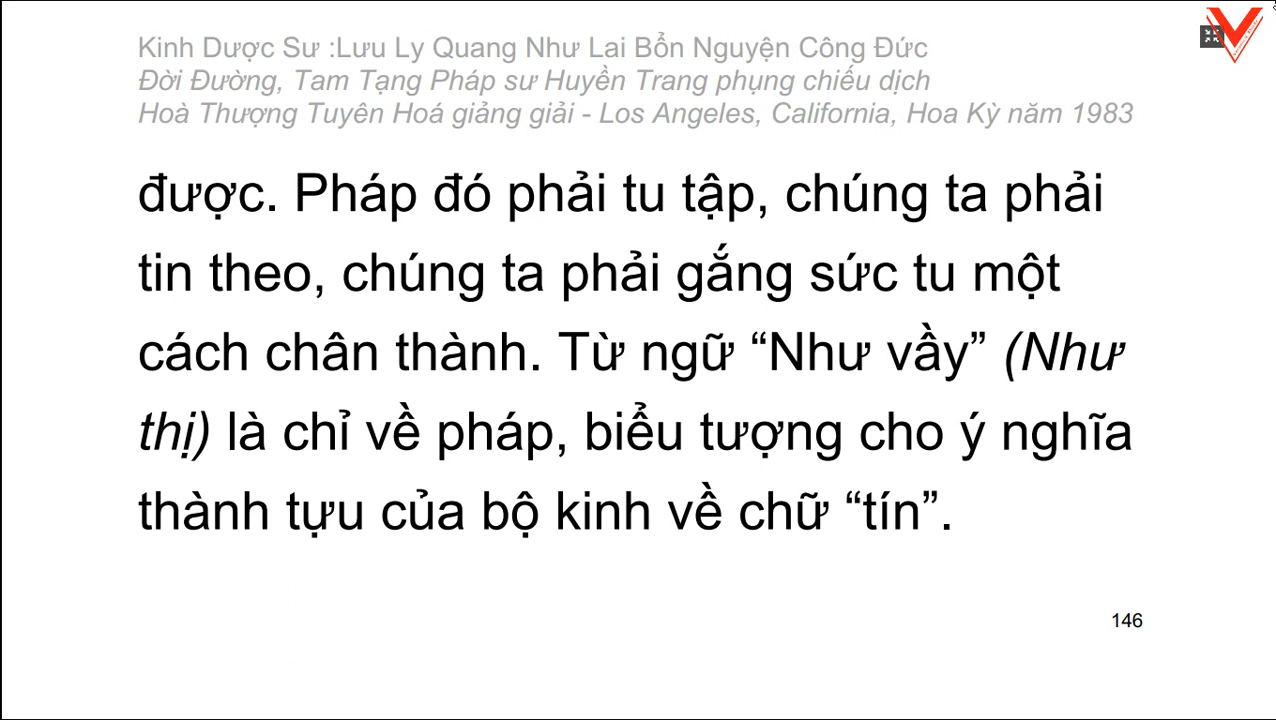 Kinh Dược Sư :Lưu Ly Quang Như Lai Bổn Nguyện Công Đức
Đời Đường, Tam Tạng Pháp sư Huyền Trang phụng chiếu dịch
Hoà Thượng Tuyên Hoá giảng giải - Los Angeles, California, Hoa Kỳ năm 1983
được. Pháp đó phải tu tập, chúng ta phải
tin theo, chúng ta phải gắng sức tu một
cách chân thành. Từ ngữ “Như vầy” (Như
thị) là chỉ về pháp, biểu tượng cho ý nghĩa
thành tựu của bộ kinh về chữ “tín”.
146